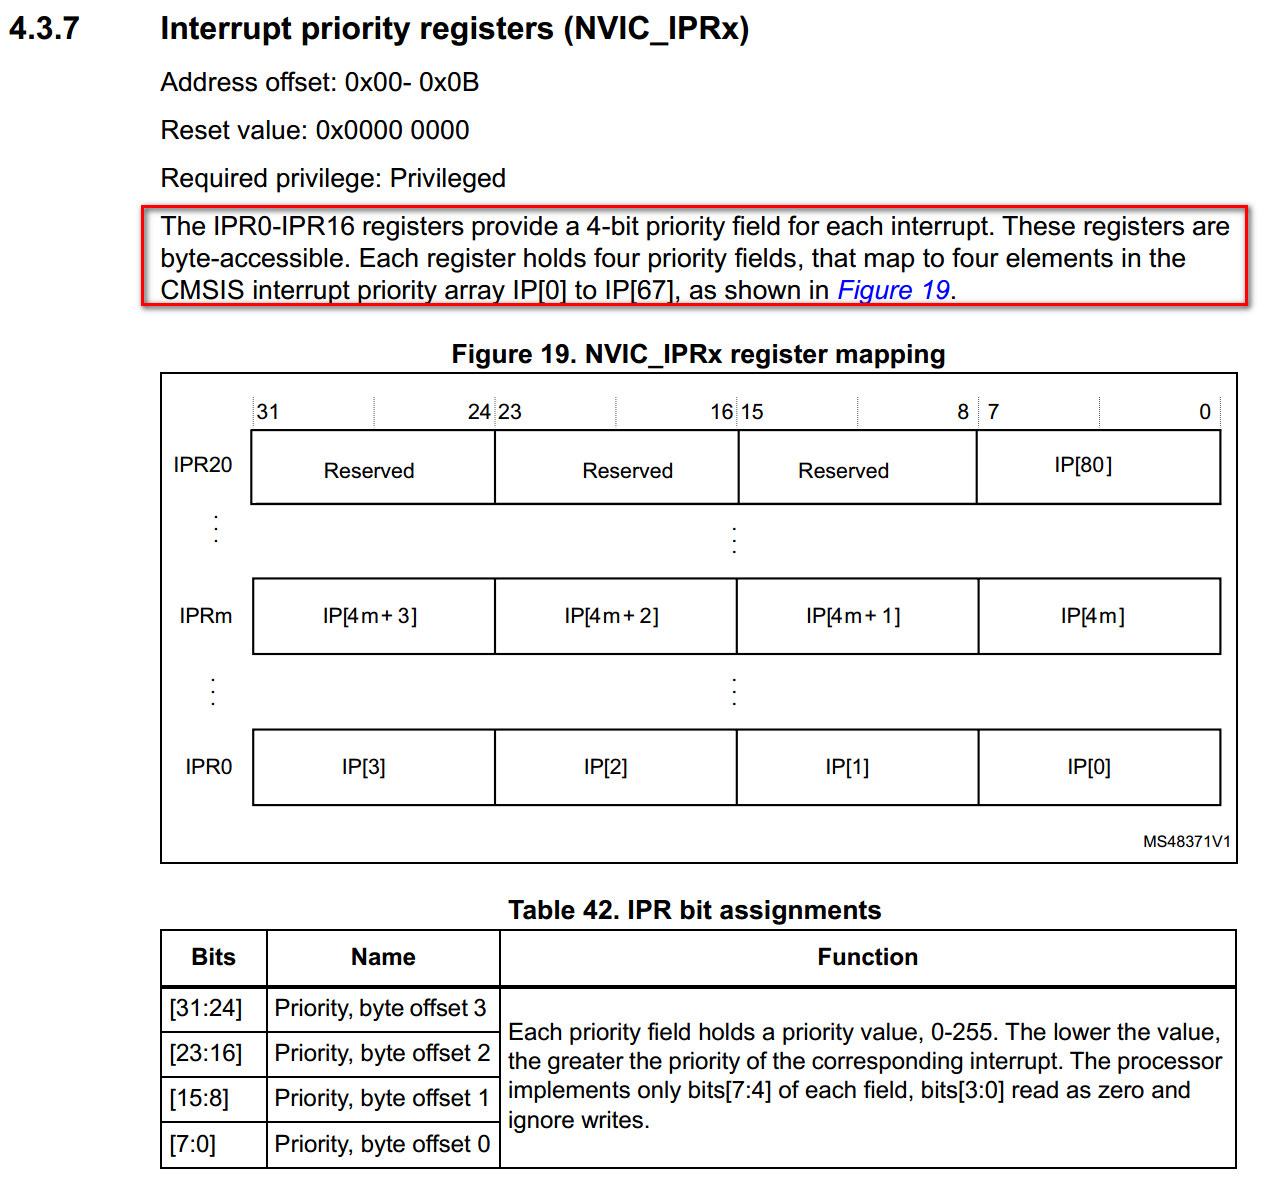 4.3.7 Interrupt priority registers (NVIC_IPRx)
Address offset: 0x00- 0x0B
Reset value: 0x0000 0000
Required privilege: Privileged
The IPR0-IPR16 registers provide a 4-bit priority field for each interrupt. These registers are
byte-accessible. Each register holds four priority fields, that map to four elements in the
CMSIS interrupt priority array IP[0] to IP[67], as shown in Figure 19.
Figure 19. NVIC_IPRx register mapping
31 24 23 16 15 8 7 0
IPR20 Reserved Reserved Reserved IP[80]
IPRm IP[4m+3] IP[4m+2] IP[4m+1] IP[4m]
IPR0 IP[3] IP[2] IP[1] IP[0]
MS48371V1
Table 42. IPR bit assignments
Bits Name Function
[31:24] Priority, byte offset 3
[23:16] Priority, byte offset 2
[15:8] Priority, byte offset 1
[7:0] Priority, byte offset 0
Each priority field holds a priority value, 0-255. The lower the value,
the greater the priority of the corresponding interrupt. The processor
implements only bits[7:4] of each field, bits[3:0] read as zero and
ignore writes.